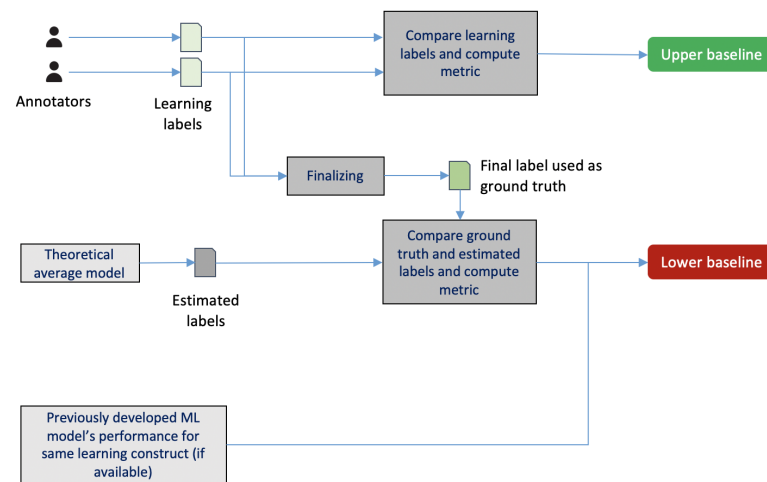 Compare learning
labels and compute
metric
Upper baseline
Annotators
Learning
labels
Finalizing
Final label used as
ground truth
Compare ground
truth and estimated
labels and compute
metric
Theoretical
average model
Lower baseline
Estimated
labels
Previously developed ML
model's performance for
same learning construct (if
available)